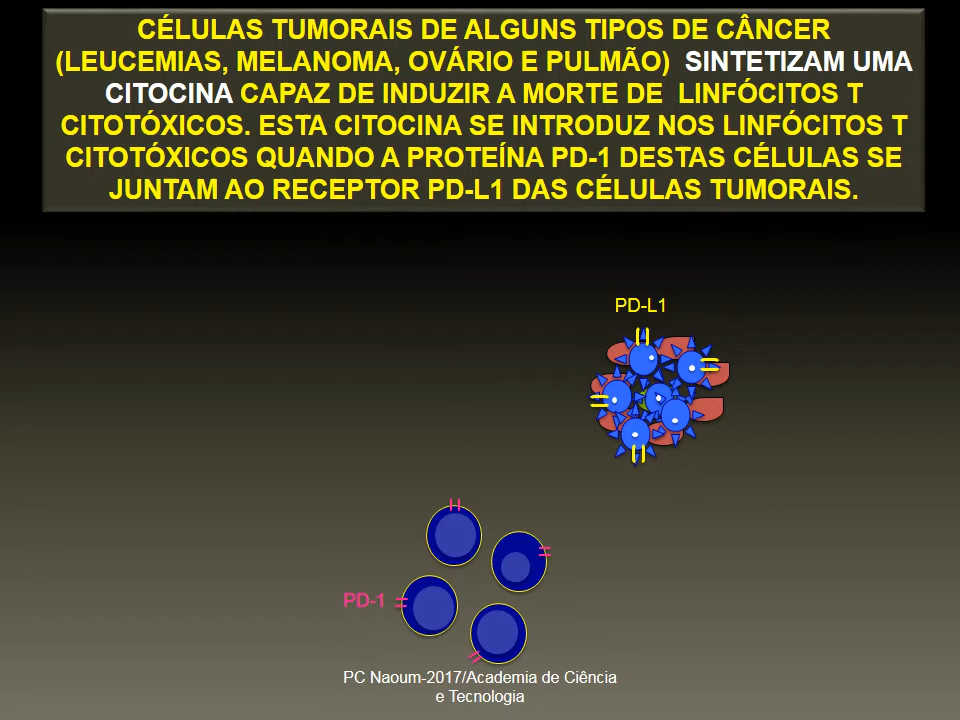 CÉLULAS TUMORAIS DE ALGUNS TIPOS DE CÂNCER
(LEUCEMIAS, MELANOMA, OVÁRIO E PULMÃO) SINTETIZAM UMA
CITOCINA CAPAZ DE INDUZIR A MORTE DE LINFÓCITOS T
CITOTÓXICOS. ESTA CITOCINA SE INTRODUZ NOS LINFÓCITOS T
CITOTÓXICOS QUANDO A PROTEÍNA PD-1 DESTAS CÉLULAS SE
JUNTAM AO RECEPTOR PD-L1 DAS CÉLULAS TUMORAIS.
PD-L1
PD-1
PC Naoum-2017/Academia de Ciência
e Tecnologia